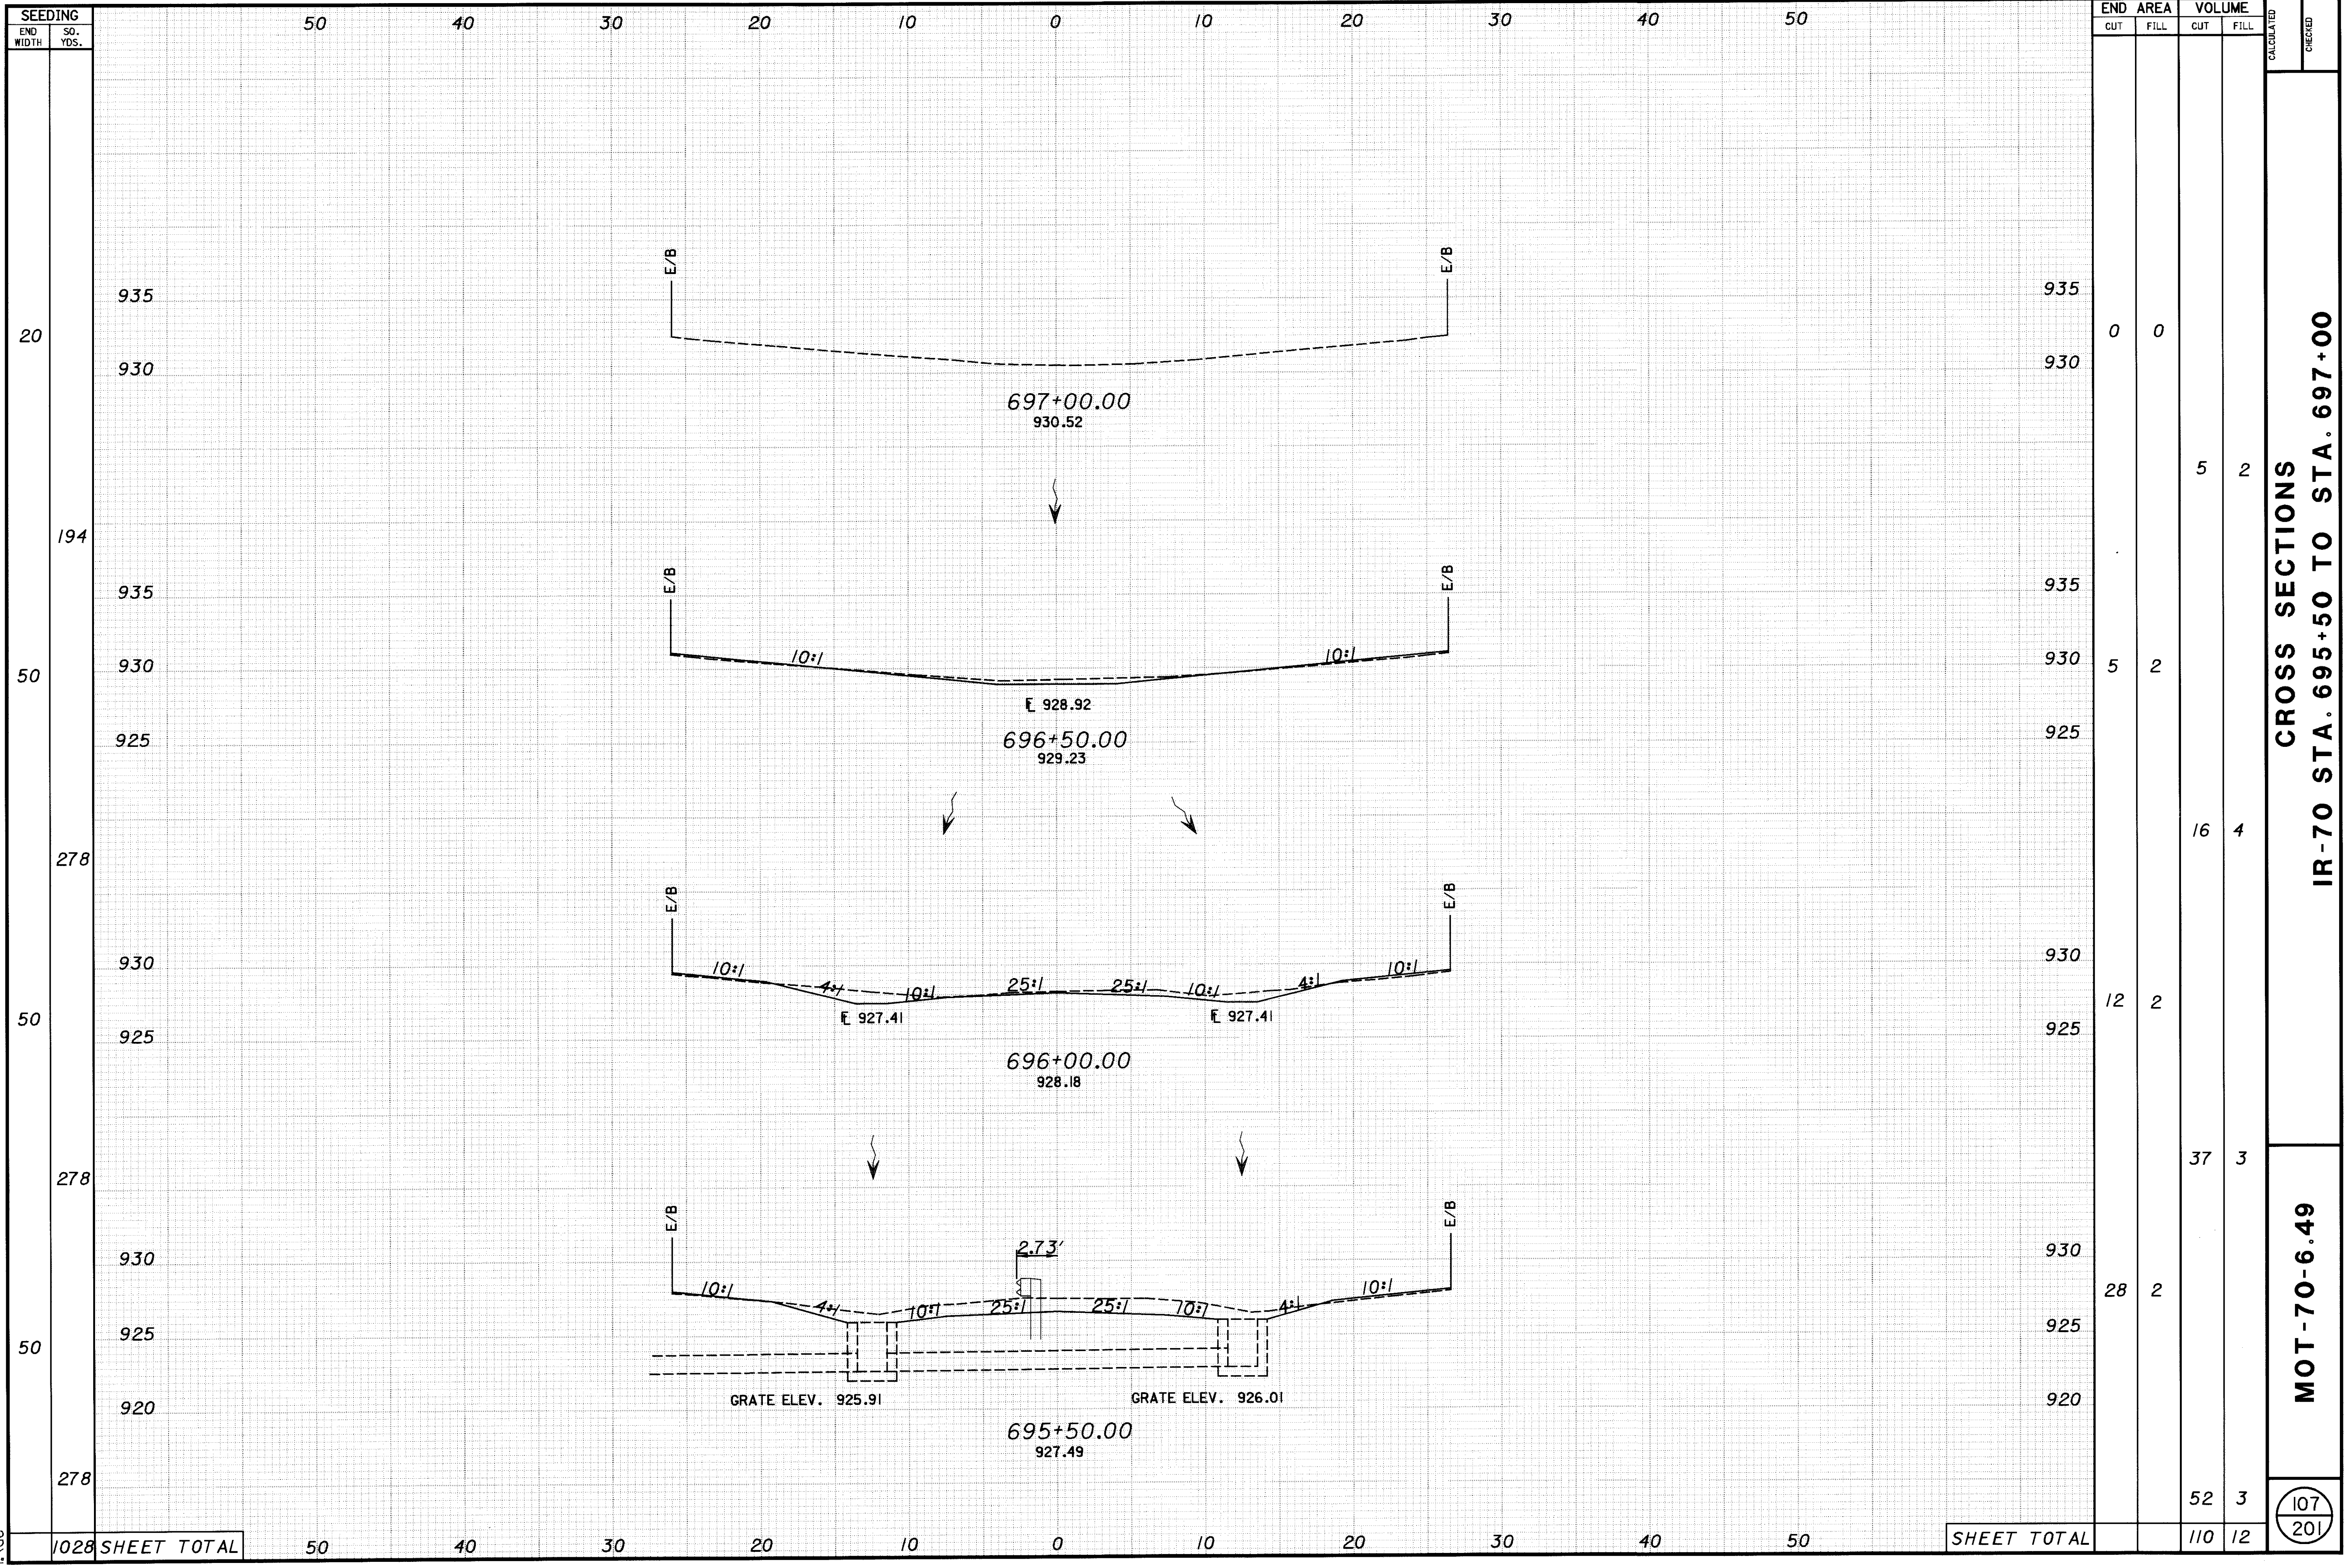 SEEDING
END WIDTH
SQ. YDS.
50 40 30 20 10 0 10 20 30 40 50
END AREA VOLUME
CUT FILL CUT FILL
CALCULATED
CHECKED
E/B E/B
935 935
20
0 0
930 930
697+00.00
930.52
5 2
194
E/B E/B
935 935
10:1 10:1
930 930
50
5 2
℄ 928.92
925 925
696+50.00
929.23
16 4
278
E/B E/B
930 930
10:1 4:1 10:1 25:1 25:1 10:1 4:1 10:1
12 2
℄ 927.41 ℄ 927.41
50
925 925
696+00.00
928.18
37 3
278
E/B E/B
2.73'
930 930
10:1 4:1 10:1 25:1 25:1 10:1 4:1 10:1
28 2
925 925
50
GRATE ELEV. 925.91 GRATE ELEV. 926.01
920 920
695+50.00
927.49
278
52 3
1028 SHEET TOTAL
50 40 30 20 10 0 10 20 30 40 50
SHEET TOTAL 110 12
CROSS SECTIONS
IR-70 STA. 695+50 TO STA. 697+00
MOT-70-6.49
107
201